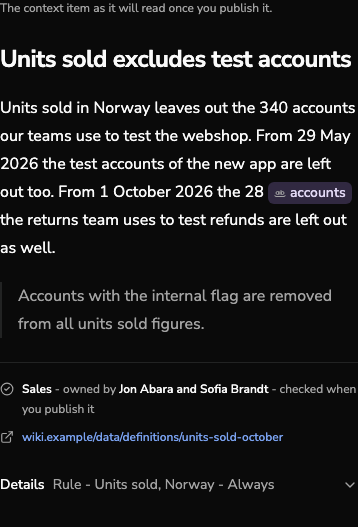 The context item as it will read once you publish it.
Units sold excludes test accounts
Units sold in Norway leaves out the 340 accounts
our teams use to test the webshop. From 29 May
2026 the test accounts of the new app are left
out too. From 1 October 2026 the 28 accounts
the returns team uses to test refunds are left out
as well.
Accounts with the internal flag are removed
from all units sold figures.
Sales - owned by Jon Abara and Sofia Brandt - checked when
you publish it
wiki.example/data/definitions/units-sold-october
Details Rule - Units sold, Norway - Always